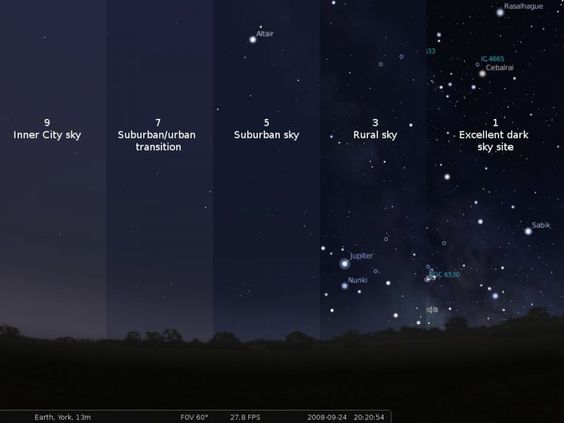 Rasalhague
Altair
IC 4665
Cebalrai
9
Inner City sky
7
Suburban/urban
transition
5
Suburban sky
3
Rural sky
1
Excellent dark
sky site
Sabik
Jupiter
Nunki
Earth, York, 13m
FOV 60°
27.8 FPS
2008-09-24 20:20:54